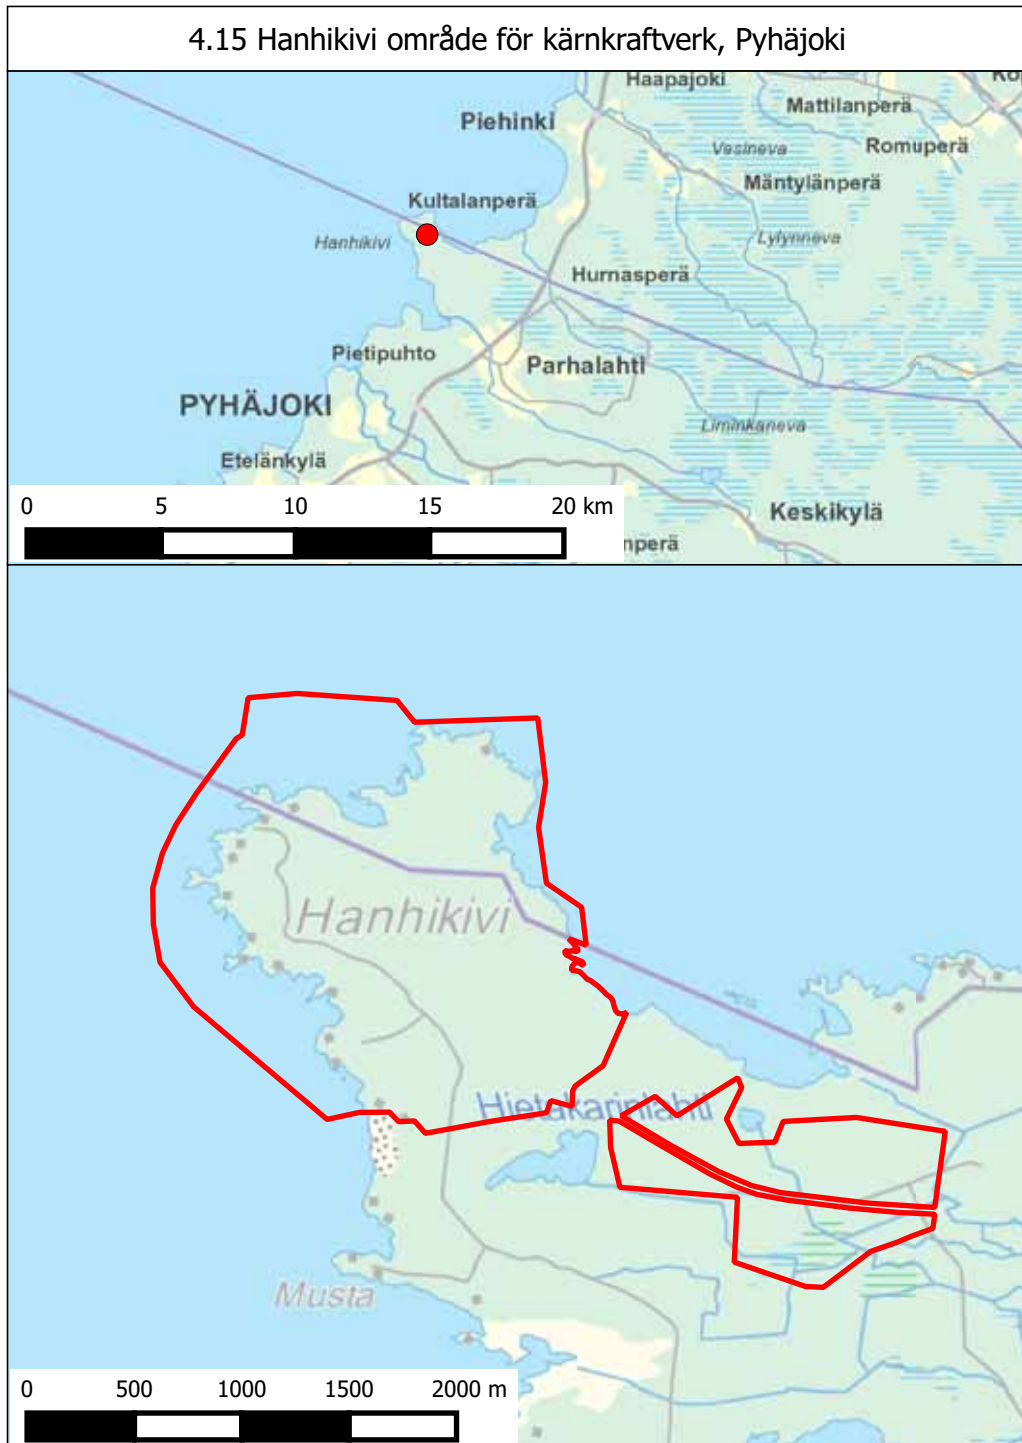 4.15 Hanhikivi område för kärnkraftverk, Pyhäjoki
Haapajoki
Mattilanperä
Piehinki
Vasineva
Romuperä
Mäntylänperä
Kultalanperä
Hanhikivi
Lylynneva
Hurnasperä
Pietipuhto
Parhalahti
PYHÄJOKI
Liminkaneva
Etelänkylä
0 5 10 15 20 km
Keskikylä
nperä
Hanhikivi
Hietakarinlahti
Musta
0 500 1000 1500 2000 m